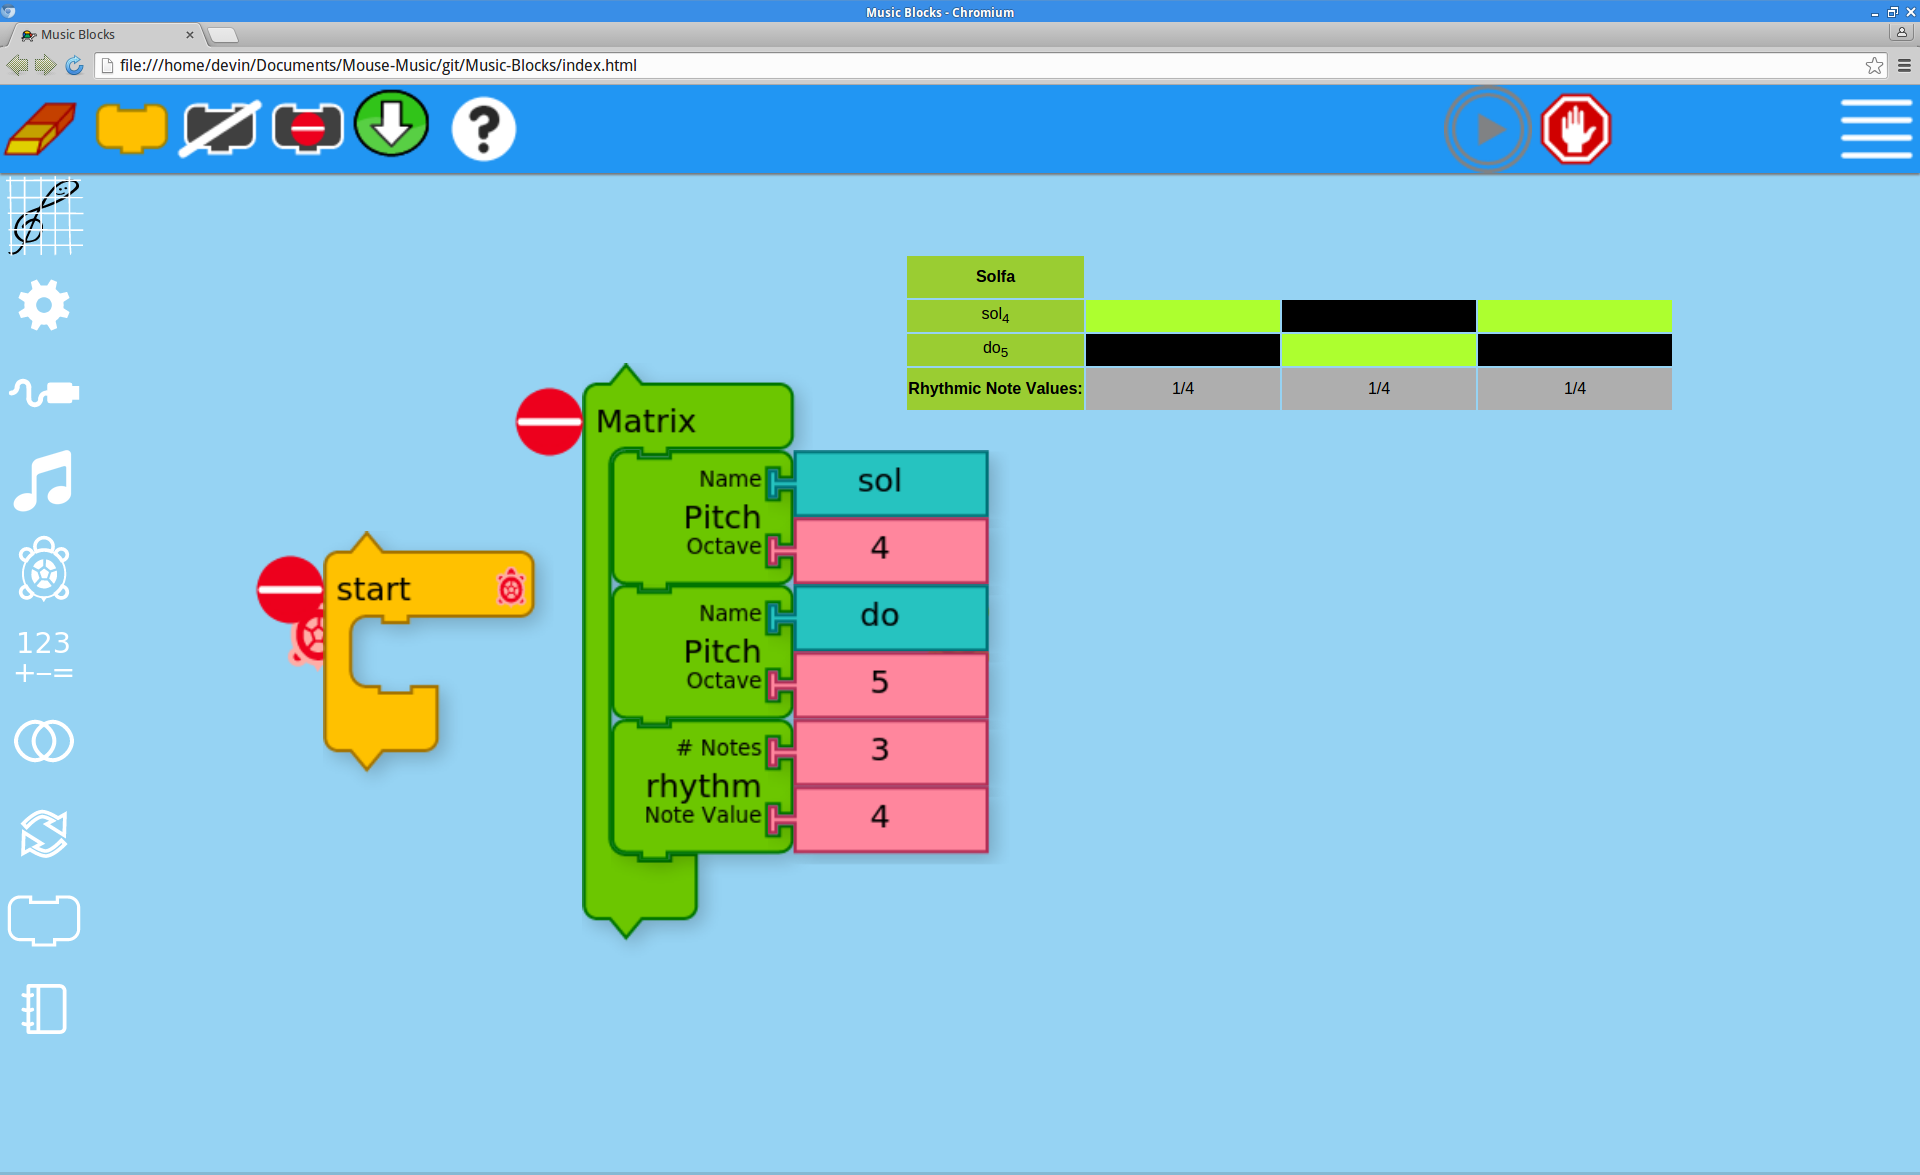 Music Blocks - Chromium
Music Blocks
file:///home/devin/Documents/Mouse-Music/git/Music-Blocks/index.html
?
Solfa
sol4
do5
Rhythmic Note Values: 1/4 1/4 1/4
Matrix
Name sol
Pitch
Octave 4
Name do
Pitch
Octave 5
# Notes 3
rhythm
Note Value 4
start
123
+−=